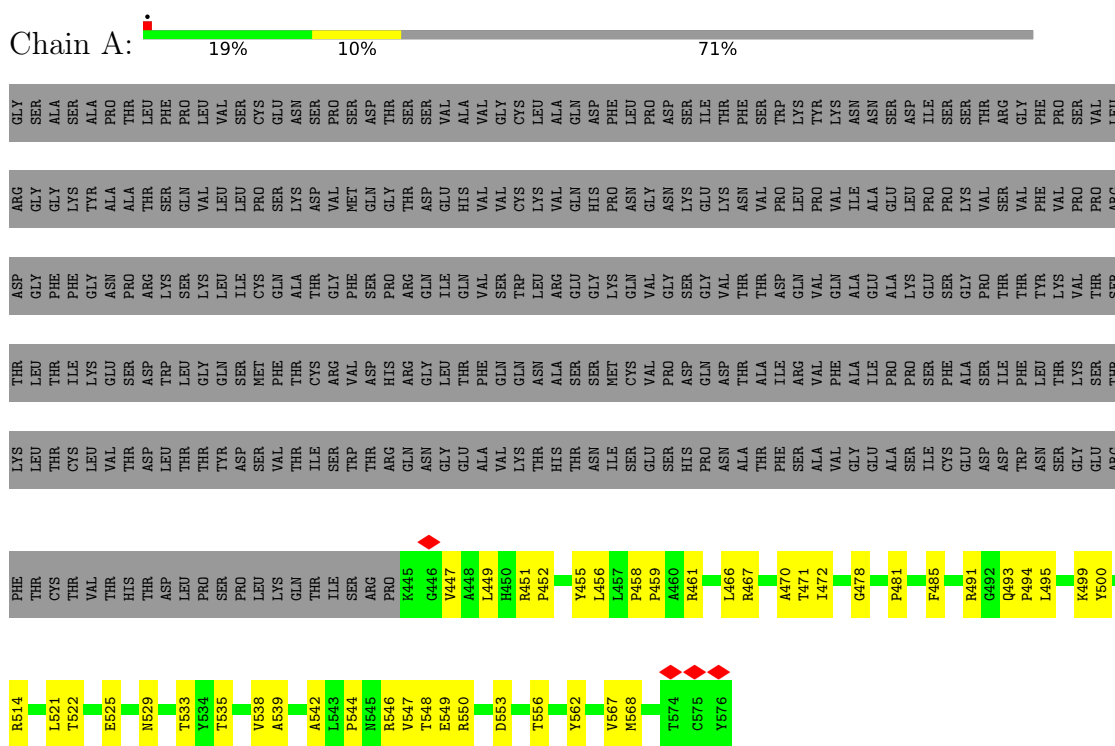 Chain A:
19% 10% 71%
GLY SER ALA SER ALA PRO THR LEU PHE PRO LEU VAL SER CYS GLU ASN SER PRO SER ASP THR SER SER VAL ALA VAL GLY CYS LEU ALA GLN ASP PHE LEU PRO ASP SER ILE THR PHE SER TRP LYS TYR LYS ASN ASN SER ASP ILE SER SER THR ARG GLY PHE PRO SER VAL LEU
ARG GLY GLY LYS TYR ALA ALA THR SER GLN VAL LEU LEU PRO SER LYS ASP VAL MET GLN GLY THR ASP GLU HIS VAL VAL CYS LYS VAL GLN HIS PRO ASN GLY ASN LYS GLU LYS ASN VAL PRO LEU PRO VAL ILE ALA GLU LEU PRO PRO LYS VAL SER VAL PHE VAL PRO PRO ARG
ASP GLY PHE PHE GLY ASN PRO ARG LYS SER LYS LEU ILE CYS GLN ALA THR GLY PHE SER PRO ARG GLN ILE GLN VAL SER TRP LEU ARG GLU GLY LYS GLN VAL GLY SER GLY VAL THR THR ASP GLN VAL GLN ALA GLU ALA LYS GLU SER GLY PRO THR THR TYR LYS VAL THR SER
THR LEU THR ILE LYS GLU SER ASP TRP LEU GLY GLN SER MET PHE THR CYS ARG VAL ASP HIS ARG GLY LEU THR PHE GLN GLN ASN ALA SER SER MET CYS VAL PRO ASP GLN ASP THR ALA ILE ARG VAL PHE ALA ILE PRO PRO SER PHE ALA SER ILE PHE LEU THR LYS SER THR
LYS LEU THR CYS LEU VAL THR ASP LEU THR THR TYR ASP SER VAL THR ILE SER TRP THR ARG GLN ASN GLY GLU ALA VAL LYS THR HIS THR ASN ILE SER GLU SER HIS PRO ASN ALA THR PHE SER ALA VAL GLY GLU ALA SER ILE CYS GLU ASP ASP TRP ASN SER GLY GLU ARG
PHE THR CYS THR VAL THR HIS THR ASP LEU PRO SER PRO LEU LYS GLN THR ILE SER ARG PRO K445 G446 V447 A448 L449 H450 R451 P452 Y455 L456 L457 P458 P459 A460 R461 L466 R467 A470 T471 I472 G478 P481 F485 R491 G492 Q493 P494 L495 K499 Y500
R514 L521 T522 E525 N529 T533 Y534 T535 V538 A539 A542 L543 P544 N545 R546 V547 T548 E549 R550 D553 T556 Y562 V567 M568 T574 C575 Y576